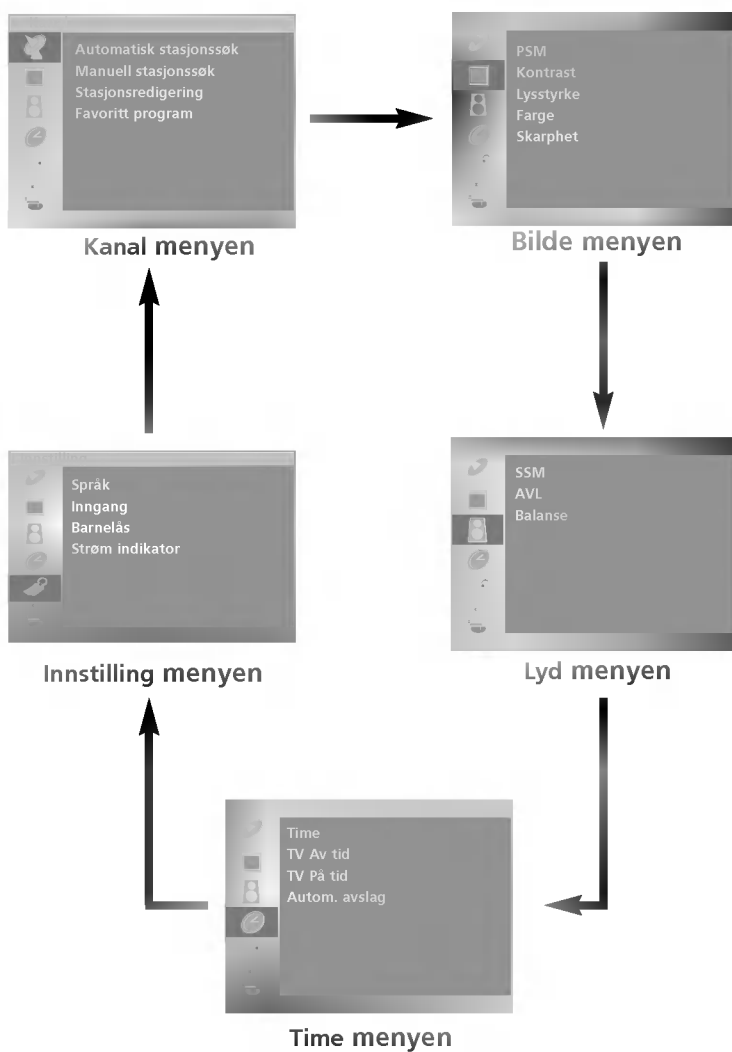 Automatisk stasjonssøk
Manuell stasjonssøk
Stasjonsredigering
Favoritt program
Kanal menyen
PSM
Kontrast
Lysstyrke
Farge
Skarphet
Bilde menyen
Språk
Inngang
Barnelås
Strøm indikator
Innstilling menyen
SSM
AVL
Balanse
Lyd menyen
Time
TV Av tid
TV På tid
Autom. avslag
Time menyen